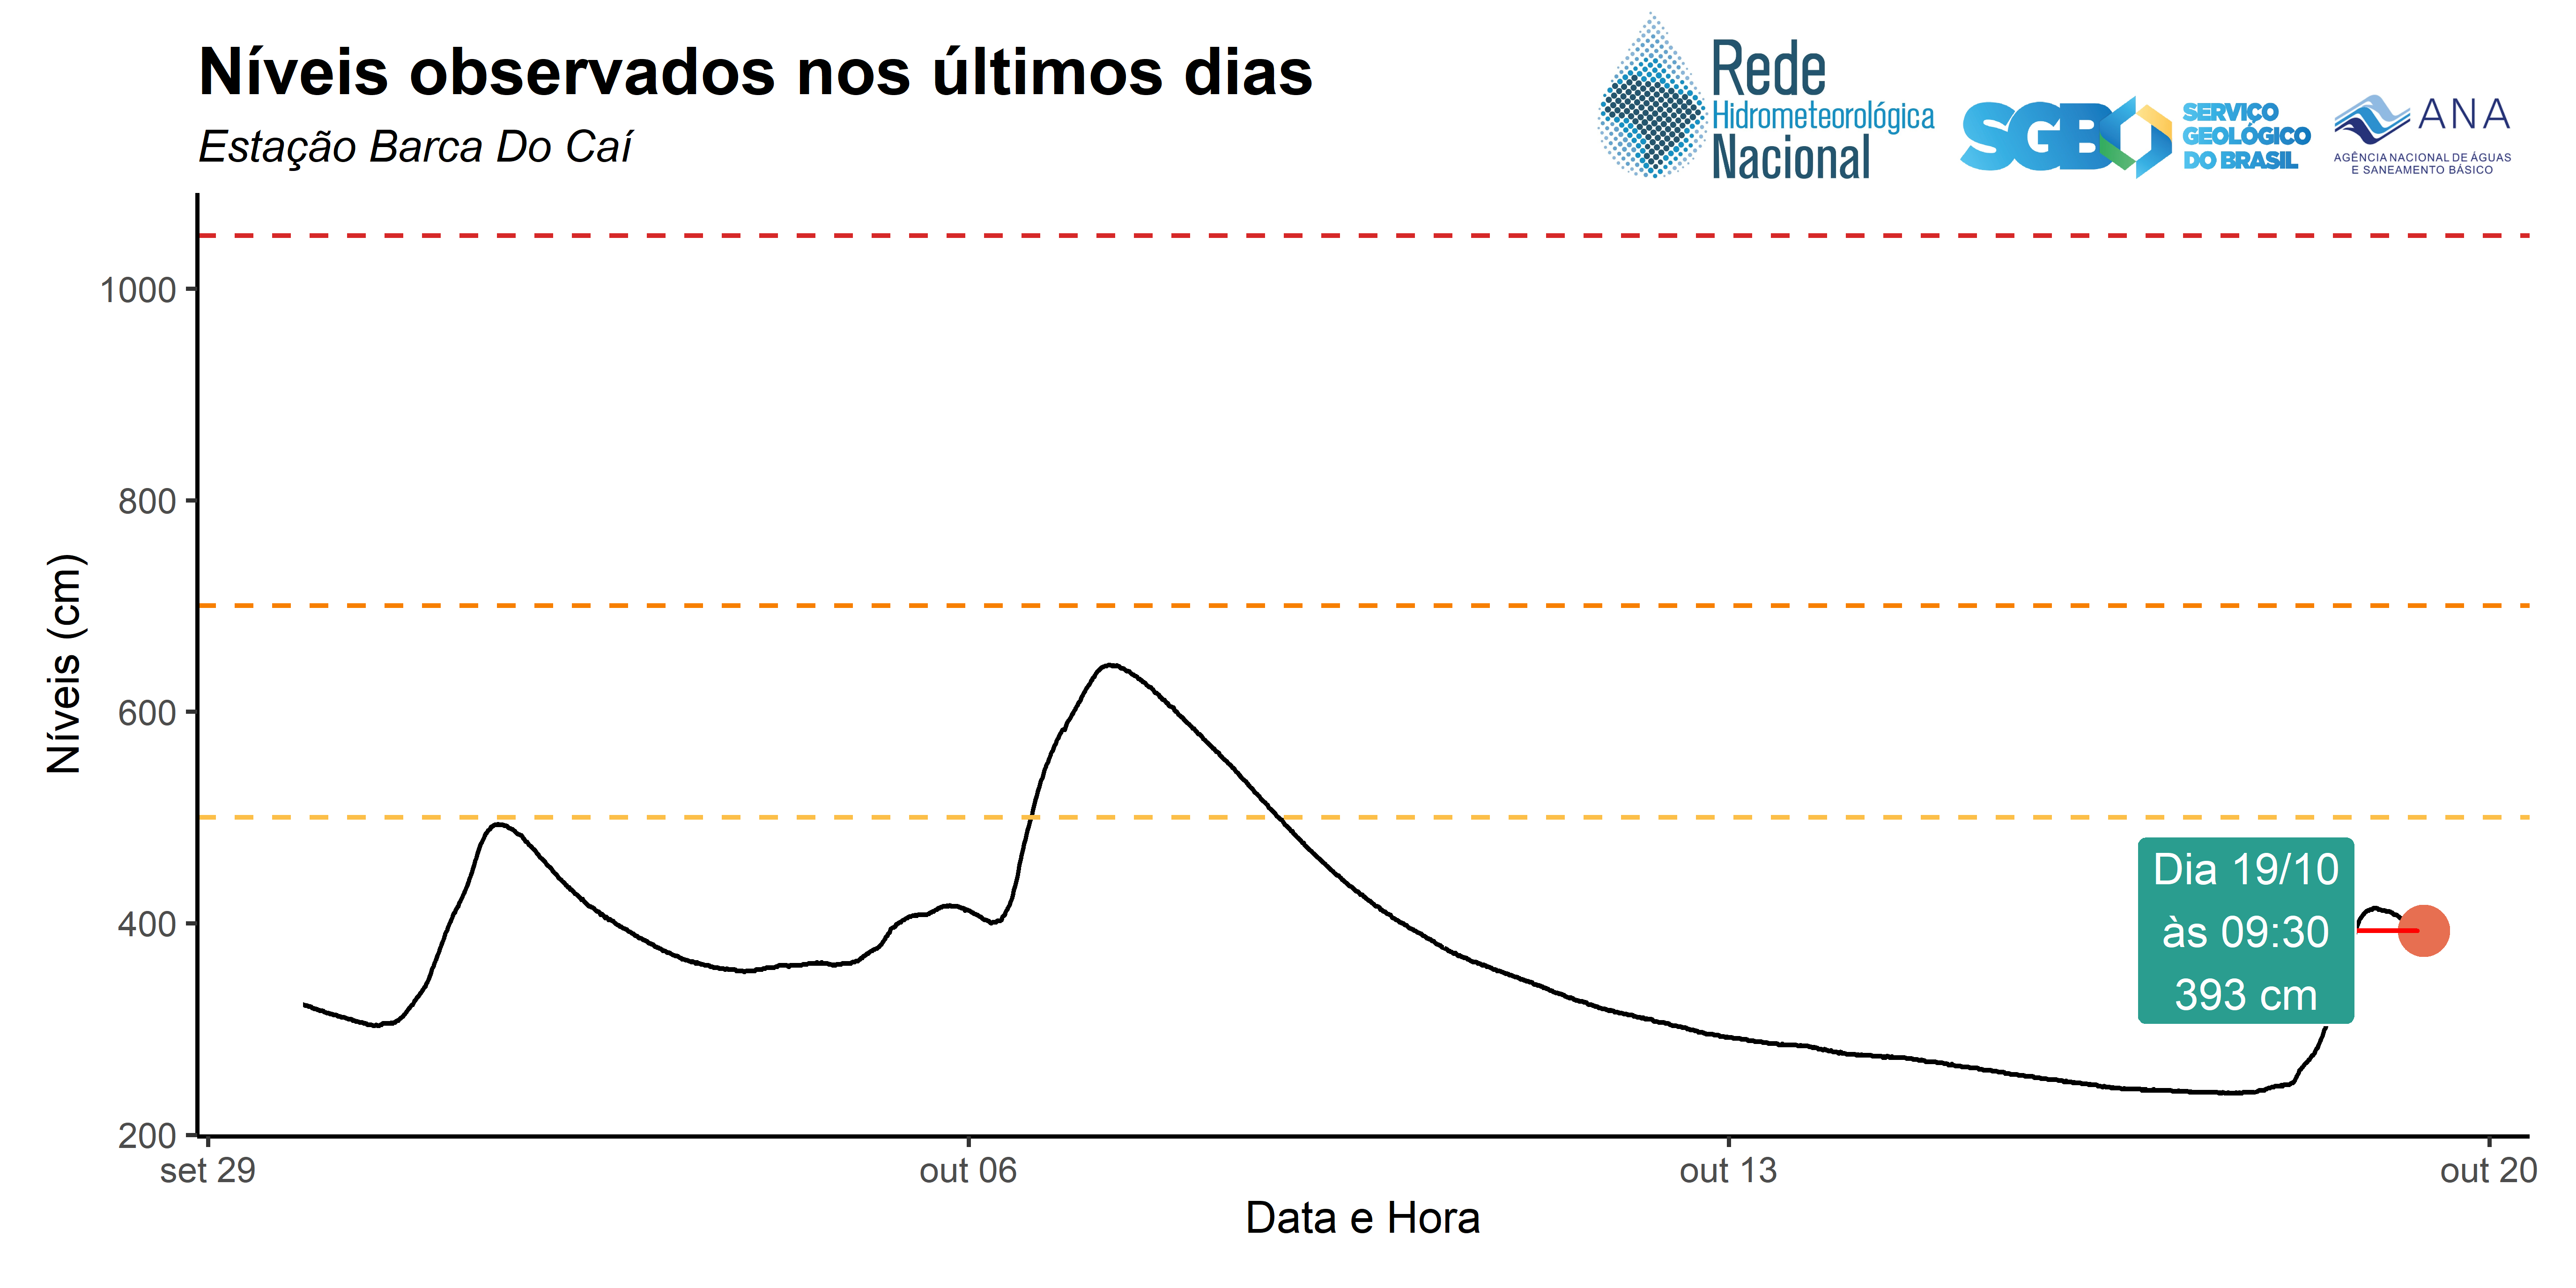 Níveis observados nos últimos dias
Estação Barca Do Caí
Rede
Hidrometeorológica
Nacional
SGB
SERVIÇO
GEOLÓGICO
DO BRASIL
ANA
AGÊNCIA NACIONAL DE ÁGUAS
E SANEAMENTO BÁSICO
Níveis (cm)
1000
800
600
400
200
Dia 19/10
às 09:30
393 cm
set 29
out 06
out 13
out 20
Data e Hora